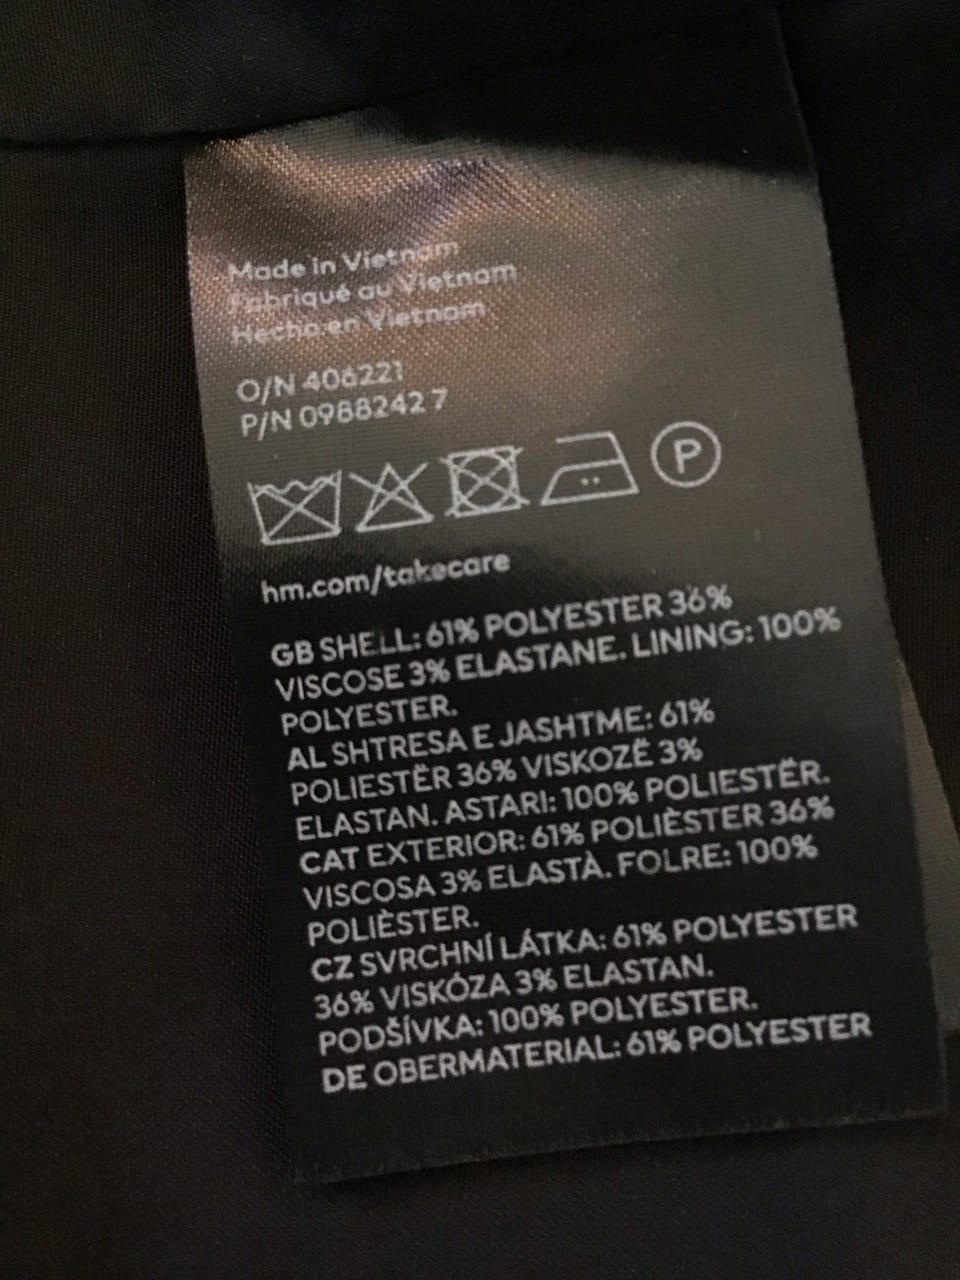 Made in Vietnam
Fabriqué au Vietnam
Hecho en Vietnam
O/N 406221
P/N 09882427
P
hm.com/takecare
GB SHELL: 61% POLYESTER 36%
VISCOSE 3% ELASTANE. LINING: 100%
POLYESTER.
AL SHTRESA E JASHTME: 61%
POLIESTËR 36% VISKOZË 3%
ELASTAN. ASTARI: 100% POLIESTËR.
CAT EXTERIOR: 61% POLIÈSTER 36%
VISCOSA 3% ELASTÀ. FOLRE: 100%
POLIÈSTER.
CZ SVRCHNÍ LÁTKA: 61% POLYESTER
36% VISKÓZA 3% ELASTAN.
PODŠÍVKA: 100% POLYESTER.
DE OBERMATERIAL: 61% POLYESTER